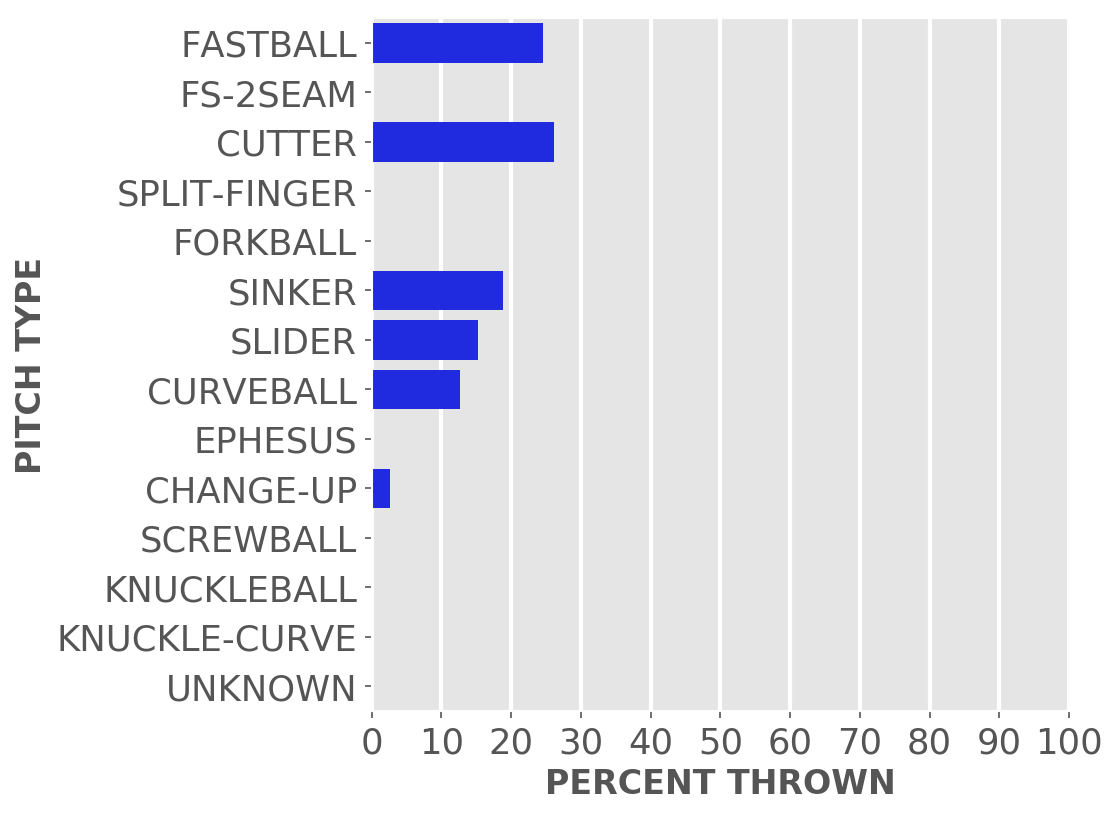 FASTBALL
FS-2SEAM
CUTTER
SPLIT-FINGER
FORKBALL
SINKER
SLIDER
CURVEBALL
EPHESUS
CHANGE-UP
SCREWBALL
KNUCKLEBALL
KNUCKLE-CURVE
UNKNOWN
PITCH TYPE
0 10 20 30 40 50 60 70 80 90 100
PERCENT THROWN